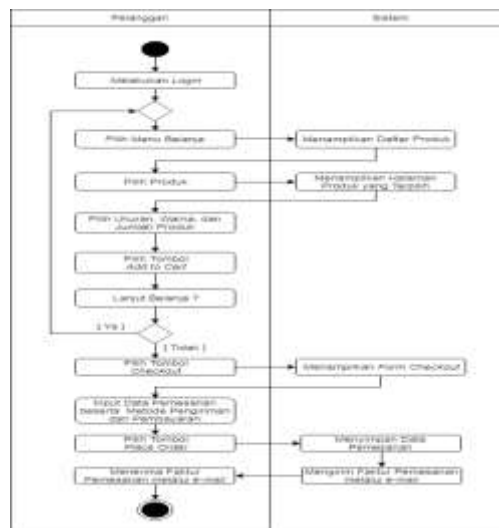 Pelanggan
Sistem
Melakukan Login
Pilih Menu Belanja
Menampilkan Daftar Produk
Pilih Produk
Menampilkan Halaman
Produk yang Terpilih
Pilih Ukuran, Warna, dan
Jumlah Produk
Pilih Tombol
Add to Cart
Lanjut Belanja ?
[ Ya ]
[ Tidak ]
Pilih Tombol
Checkout
Menampilkan Form Checkout
Input Data Pemesanan
beserta Metode Pengiriman
dan Pembayaran
Pilih Tombol
Place Order
Menyimpan Data
Pemesanan
Menerima Faktur
Pemesanan melalui e-mail
Mengirim Faktur Pemesanan
melalui e-mail